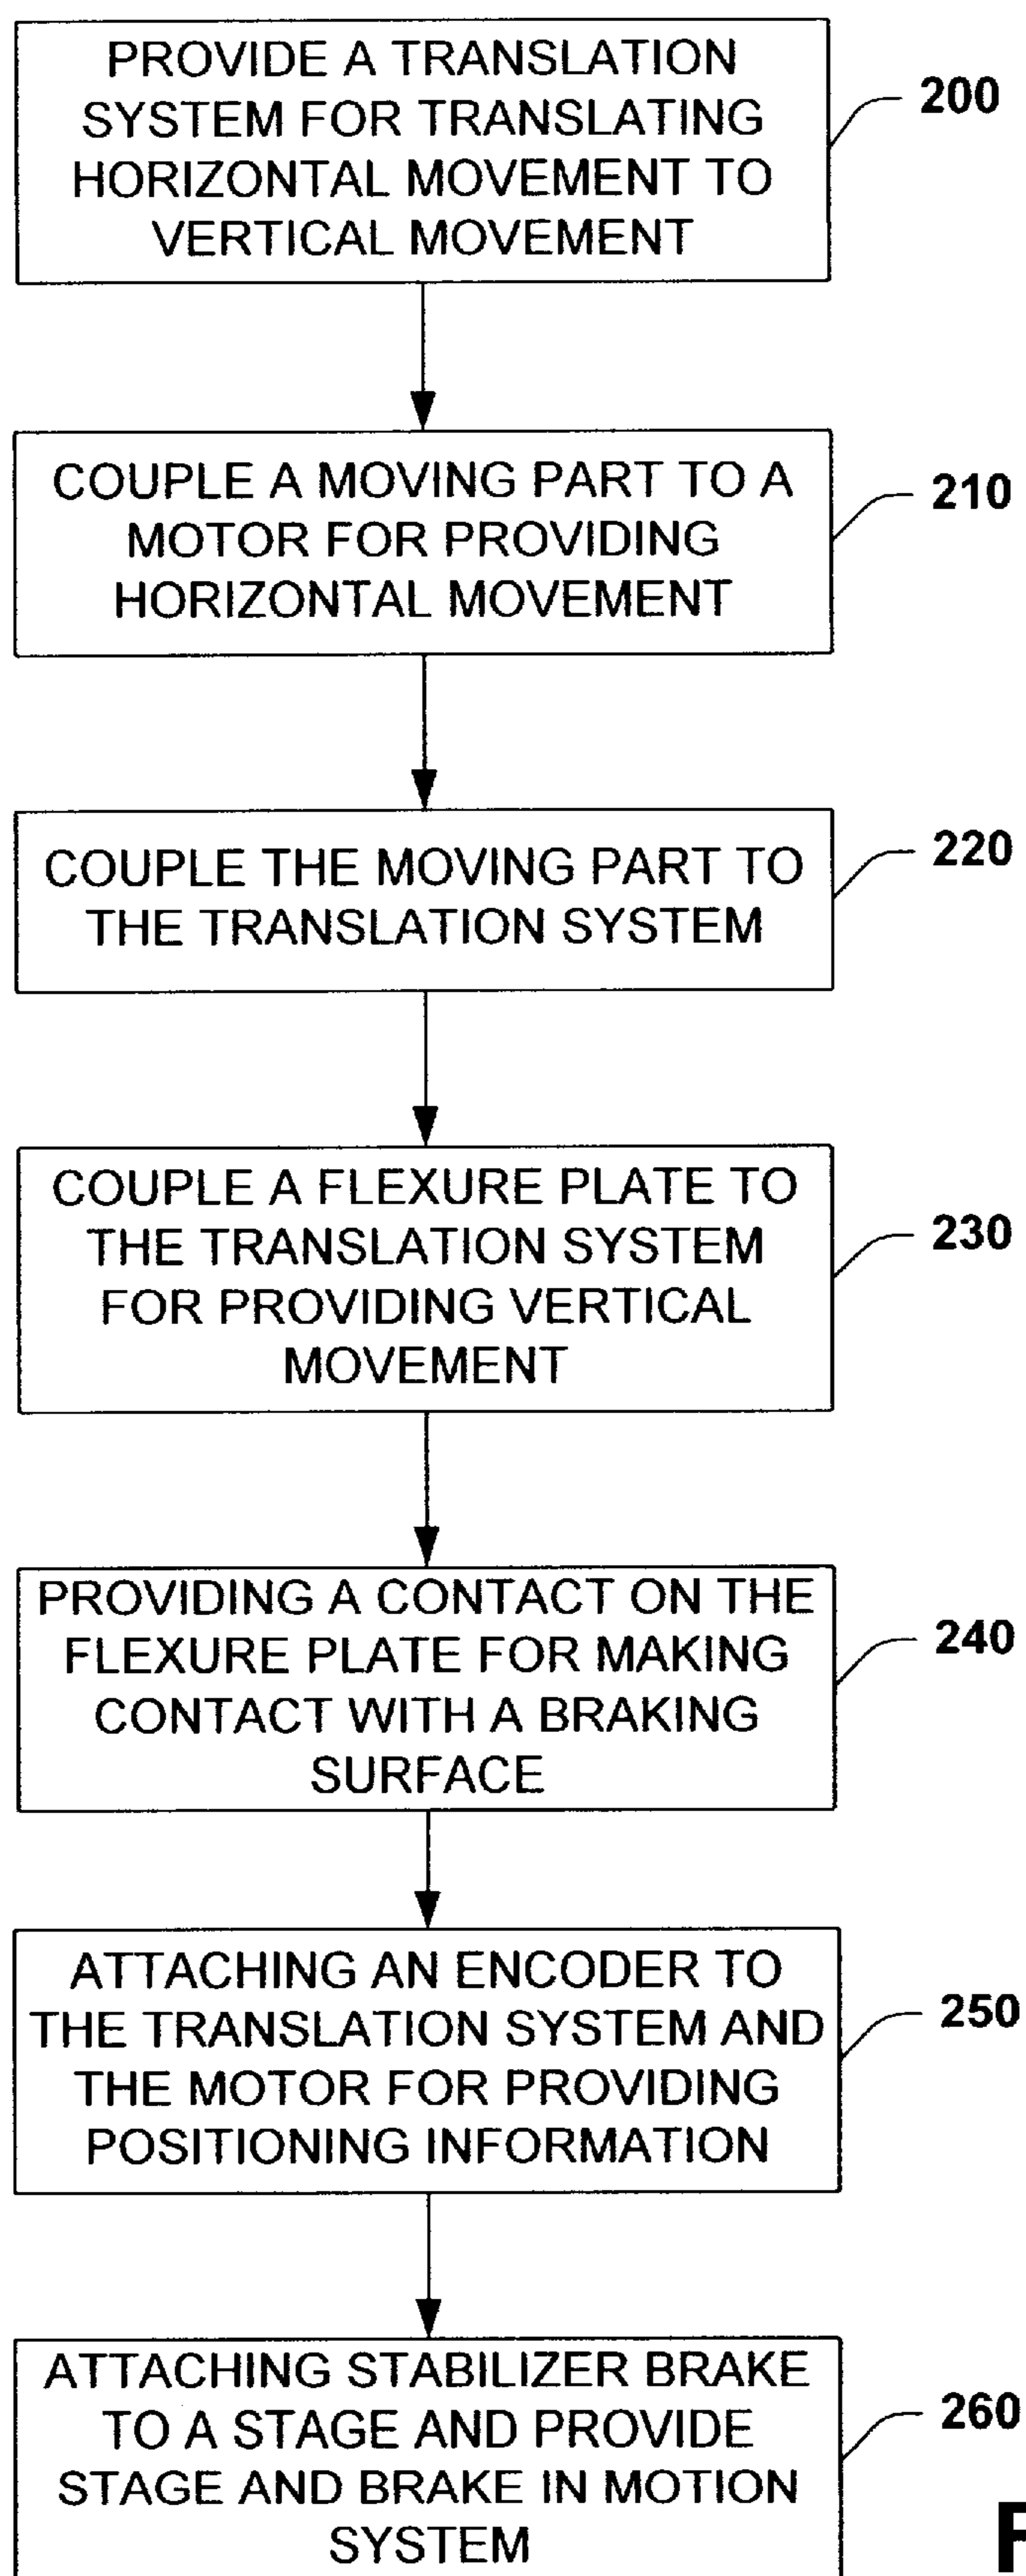 PROVIDE A TRANSLATION
SYSTEM FOR TRANSLATING
HORIZONTAL MOVEMENT TO
VERTICAL MOVEMENT
200
COUPLE A MOVING PART TO A
MOTOR FOR PROVIDING
HORIZONTAL MOVEMENT
210
COUPLE THE MOVING PART TO
THE TRANSLATION SYSTEM
220
COUPLE A FLEXURE PLATE TO
THE TRANSLATION SYSTEM
FOR PROVIDING VERTICAL
MOVEMENT
230
PROVIDING A CONTACT ON THE
FLEXURE PLATE FOR MAKING
CONTACT WITH A BRAKING
SURFACE
240
ATTACHING AN ENCODER TO
THE TRANSLATION SYSTEM AND
THE MOTOR FOR PROVIDING
POSITIONING INFORMATION
250
ATTACHING STABILIZER BRAKE
TO A STAGE AND PROVIDE
STAGE AND BRAKE IN MOTION
SYSTEM
260